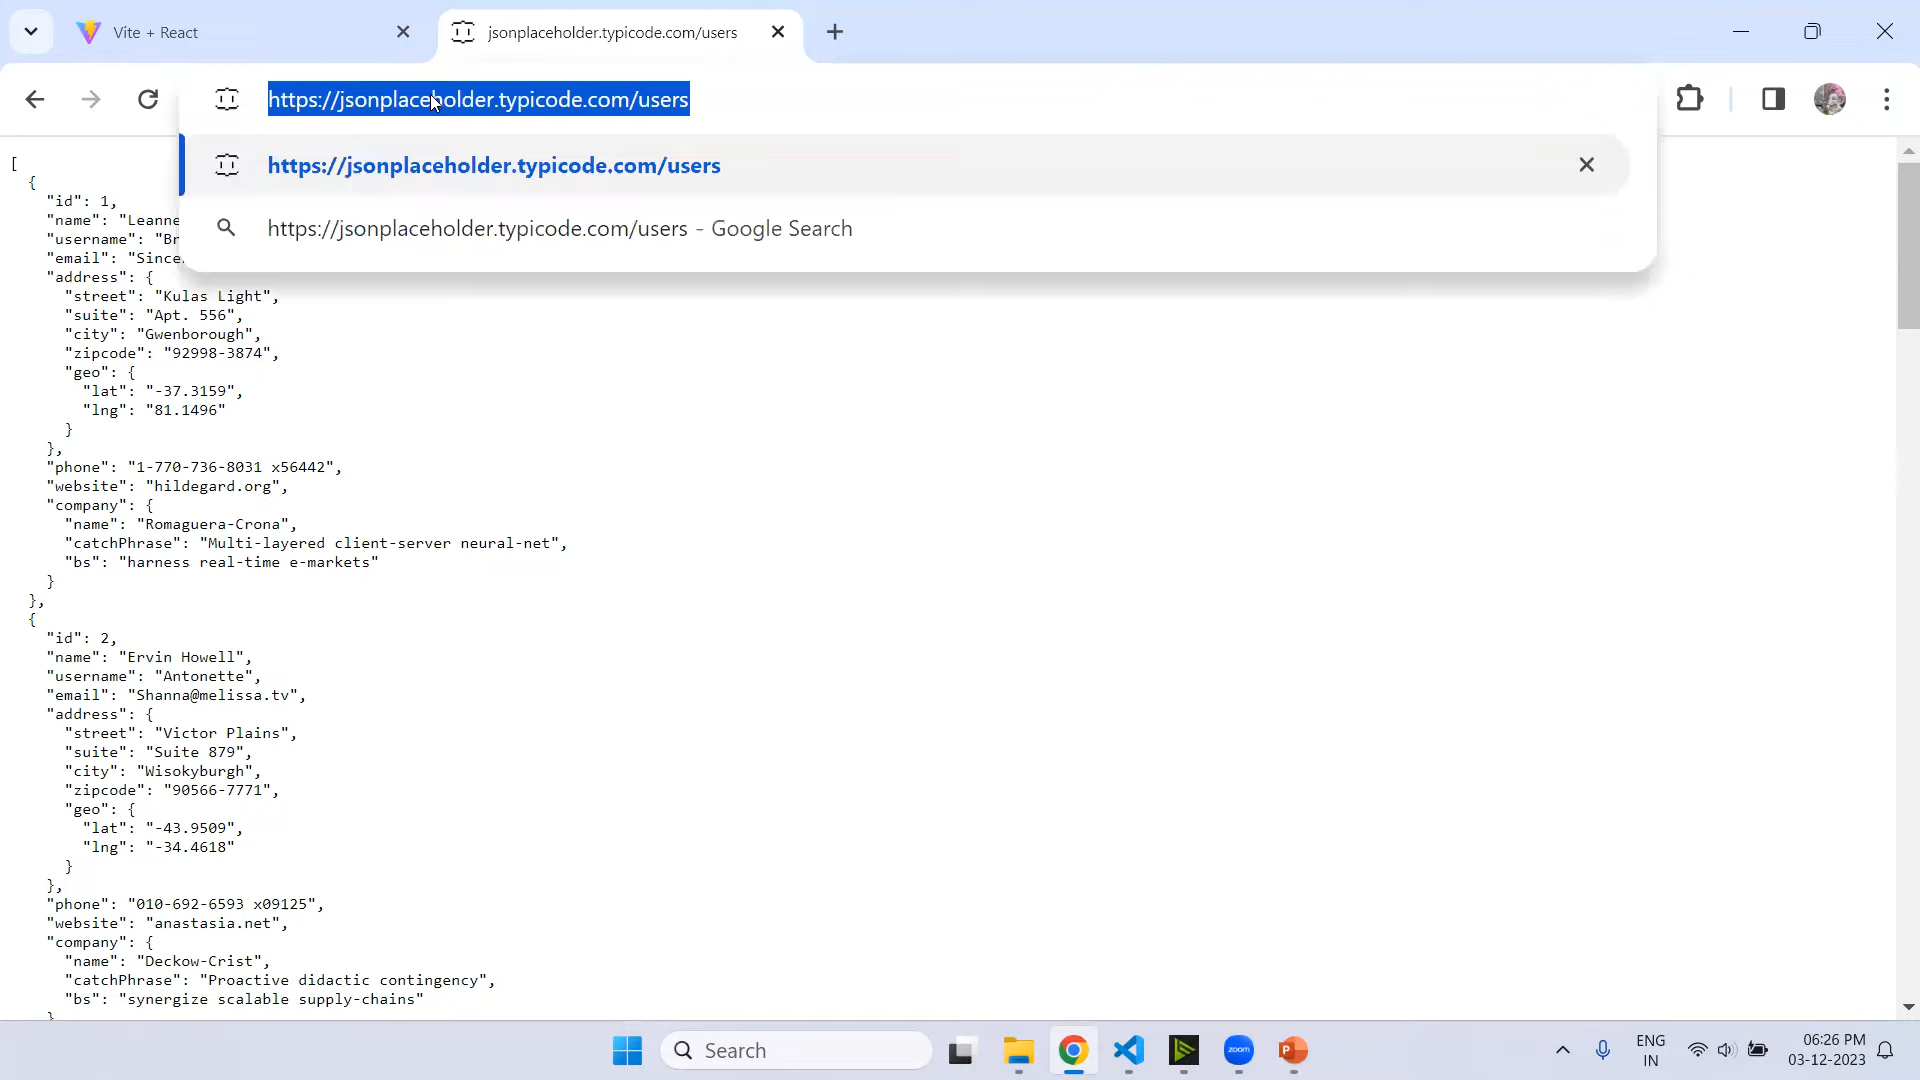 Vite + React
jsonplaceholder.typicode.com/users
https://jsonplaceholder.typicode.com/users
https://jsonplaceholder.typicode.com/users
https://jsonplaceholder.typicode.com/users - Google Search
[
{
"id": 1,
"name": "Leanne
"username": "Br
"email": "Since
"address": {
"street": "Kulas Light",
"suite": "Apt. 556",
"city": "Gwenborough",
"zipcode": "92998-3874",
"geo": {
"lat": "-37.3159",
"lng": "81.1496"
}
},
"phone": "1-770-736-8031 x56442",
"website": "hildegard.org",
"company": {
"name": "Romaguera-Crona",
"catchPhrase": "Multi-layered client-server neural-net",
"bs": "harness real-time e-markets"
}
},
{
"id": 2,
"name": "Ervin Howell",
"username": "Antonette",
"email": "Shanna@melissa.tv",
"address": {
"street": "Victor Plains",
"suite": "Suite 879",
"city": "Wisokyburgh",
"zipcode": "90566-7771",
"geo": {
"lat": "-43.9509",
"lng": "-34.4618"
}
},
"phone": "010-692-6593 x09125",
"website": "anastasia.net",
"company": {
"name": "Deckow-Crist",
"catchPhrase": "Proactive didactic contingency",
"bs": "synergize scalable supply-chains"
}
Search
zoom
P
ENG
IN
06:26 PM
03-12-2023